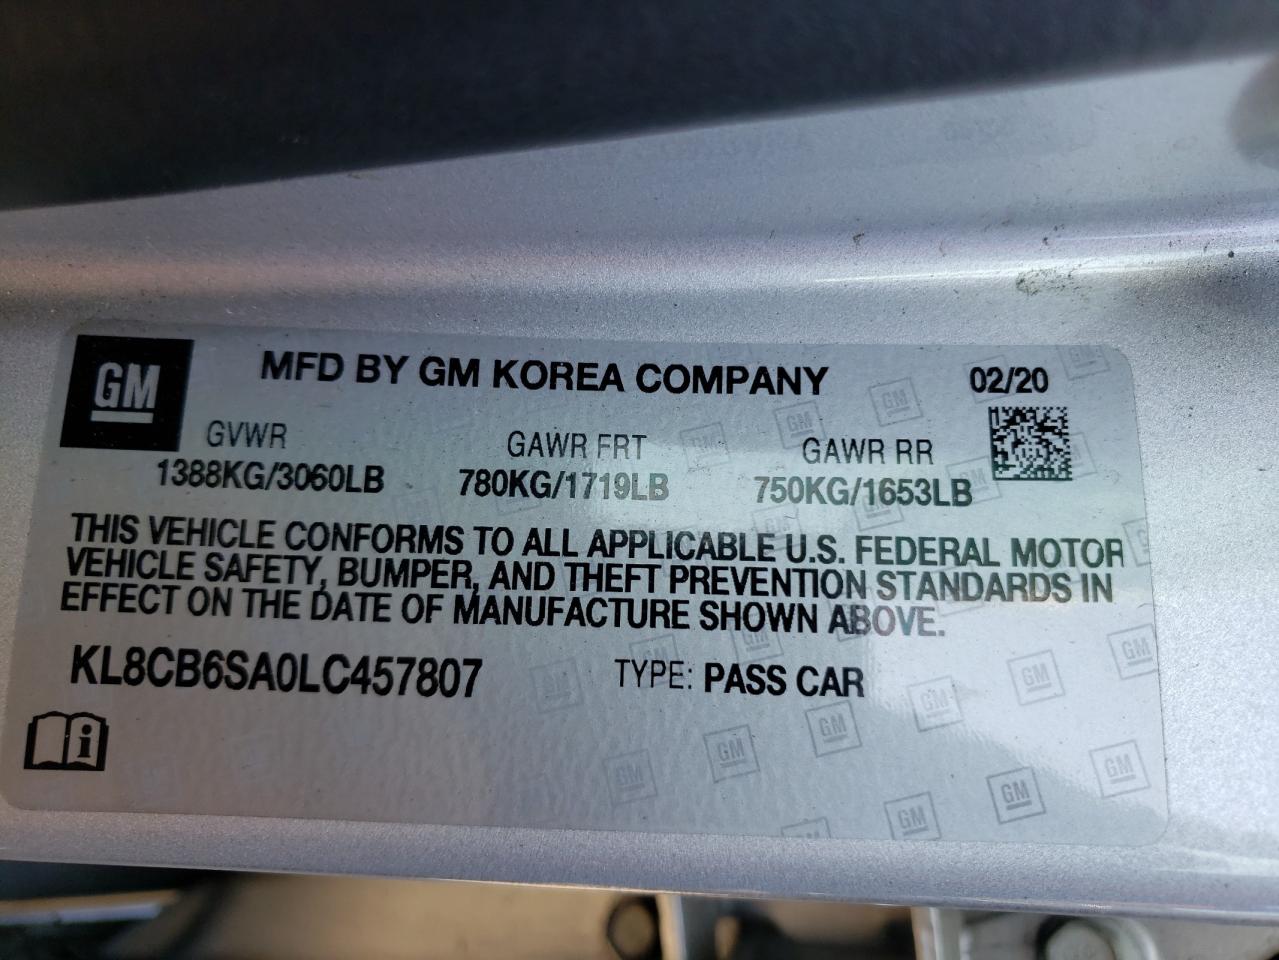 GM
MFD BY GM KOREA COMPANY 02/20
GVWR GAWR FRT GAWR RR
1388KG/3060LB 780KG/1719LB 750KG/1653LB
THIS VEHICLE CONFORMS TO ALL APPLICABLE U.S. FEDERAL MOTOR
VEHICLE SAFETY, BUMPER, AND THEFT PREVENTION STANDARDS IN
EFFECT ON THE DATE OF MANUFACTURE SHOWN ABOVE.
KL8CB6SA0LC457807 TYPE: PASS CAR